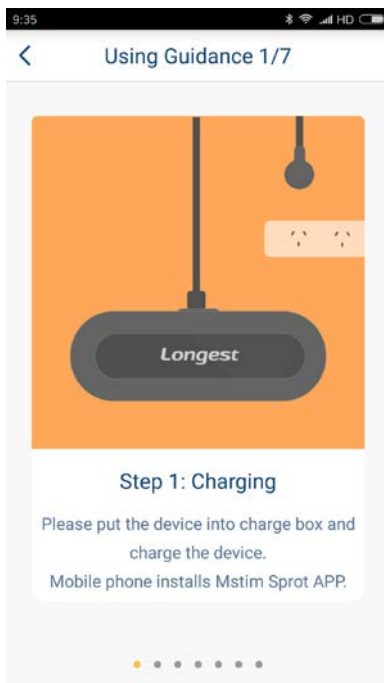 9:35
HD
Using Guidance 1/7
Longest
Step 1: Charging
Please put the device into charge box and
charge the device.
Mobile phone installs Mstim Sprot APP.